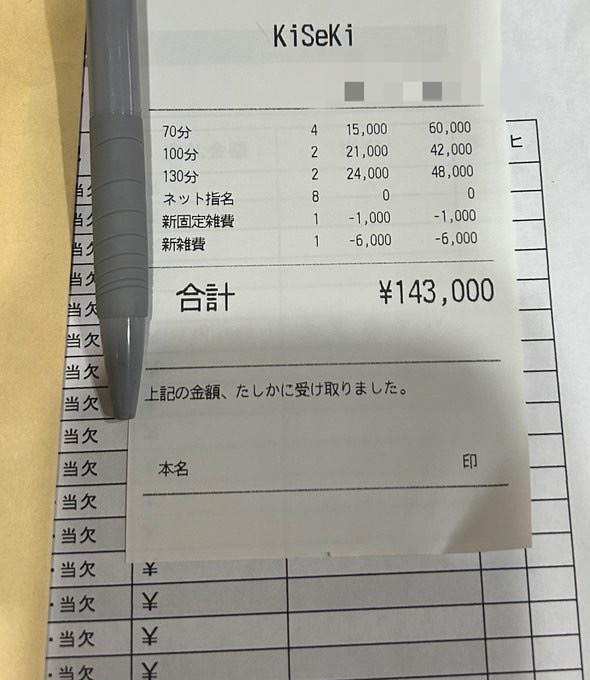 KiSeKi
70分 4 15,000 60,000
100分 2 21,000 42,000
130分 2 24,000 48,000
ネット指名 8 0 0
新固定雑費 1 -1,000 -1,000
新雑費 1 -6,000 -6,000
合計 ¥143,000
上記の金額、たしかに受け取りました。
本名 印
ヒ
当欠
当欠
当欠
当欠
当欠
当欠
当欠
当欠
当欠
当欠
当欠
当欠
・当欠 ¥
・当欠 ¥
・当欠 ¥
・当欠 ¥